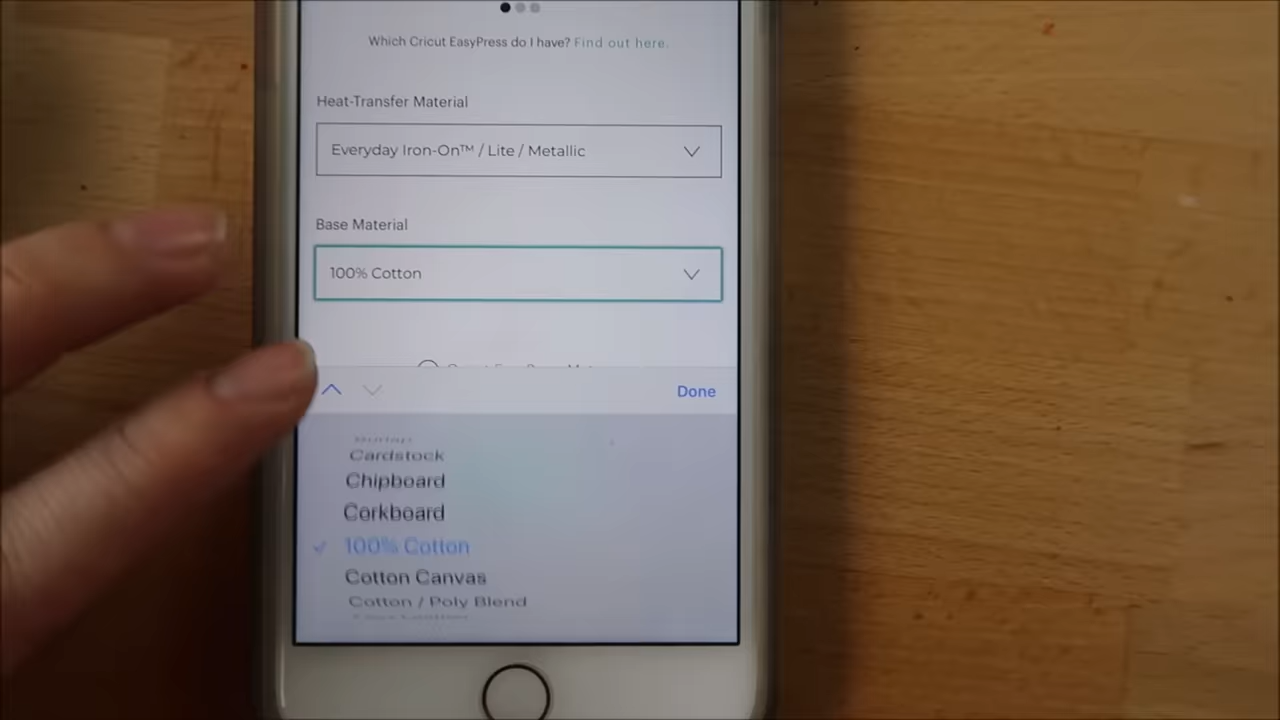 Which Cricut EasyPress do I have? Find out here.
Heat-Transfer Material
Everyday Iron-On™ / Lite / Metallic
Base Material
100% Cotton
Done
Cardstock
Chipboard
Corkboard
100% Cotton
Cotton Canvas
Cotton / Poly Blend